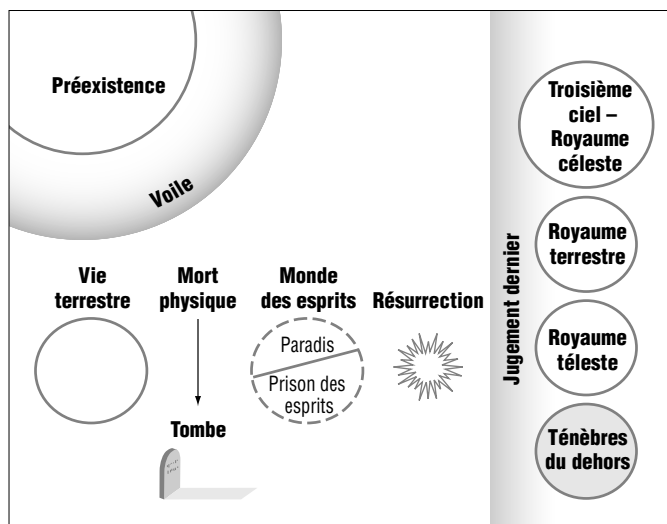 Préexistence
Voile
Vie
terrestre
Mort
physique
Tombe
Monde
des esprits
Paradis
Prison des
esprits
Résurrection
Jugement dernier
Troisième
ciel –
Royaume
céleste
Royaume
terrestre
Royaume
téleste
Ténèbres
du dehors